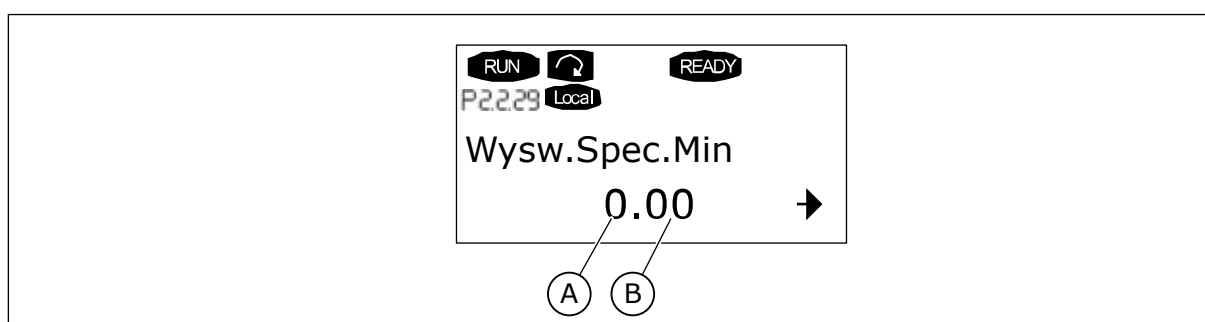 RUN READY
P2.2.29 Local
Wysw.Spec.Min
0.00
A B